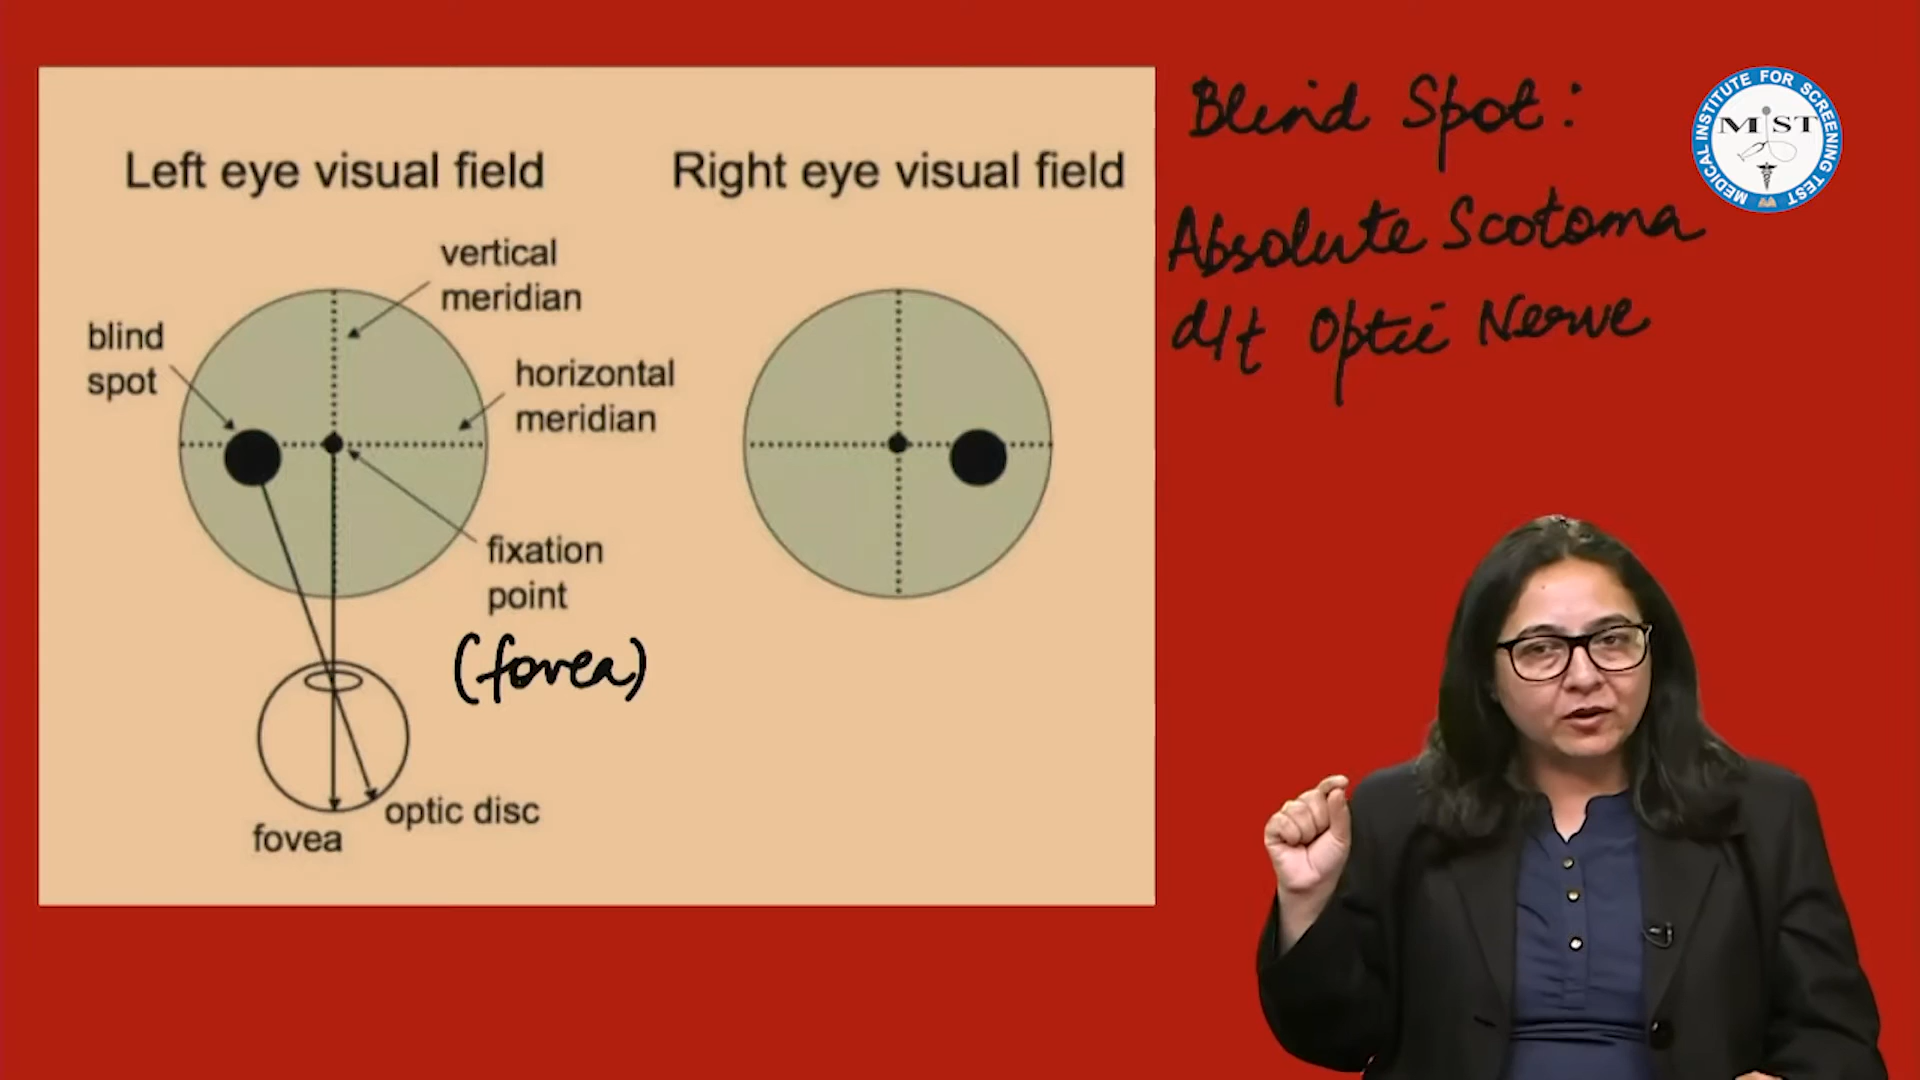 Left eye visual field
Right eye visual field
vertical
meridian
blind
spot
horizontal
meridian
fixation
point
(fovea)
optic disc
fovea
Blind Spot:
Absolute Scotoma
d/t Optic Nerve
MEDICAL INSTITUTE FOR SCREENING TEST
MIST